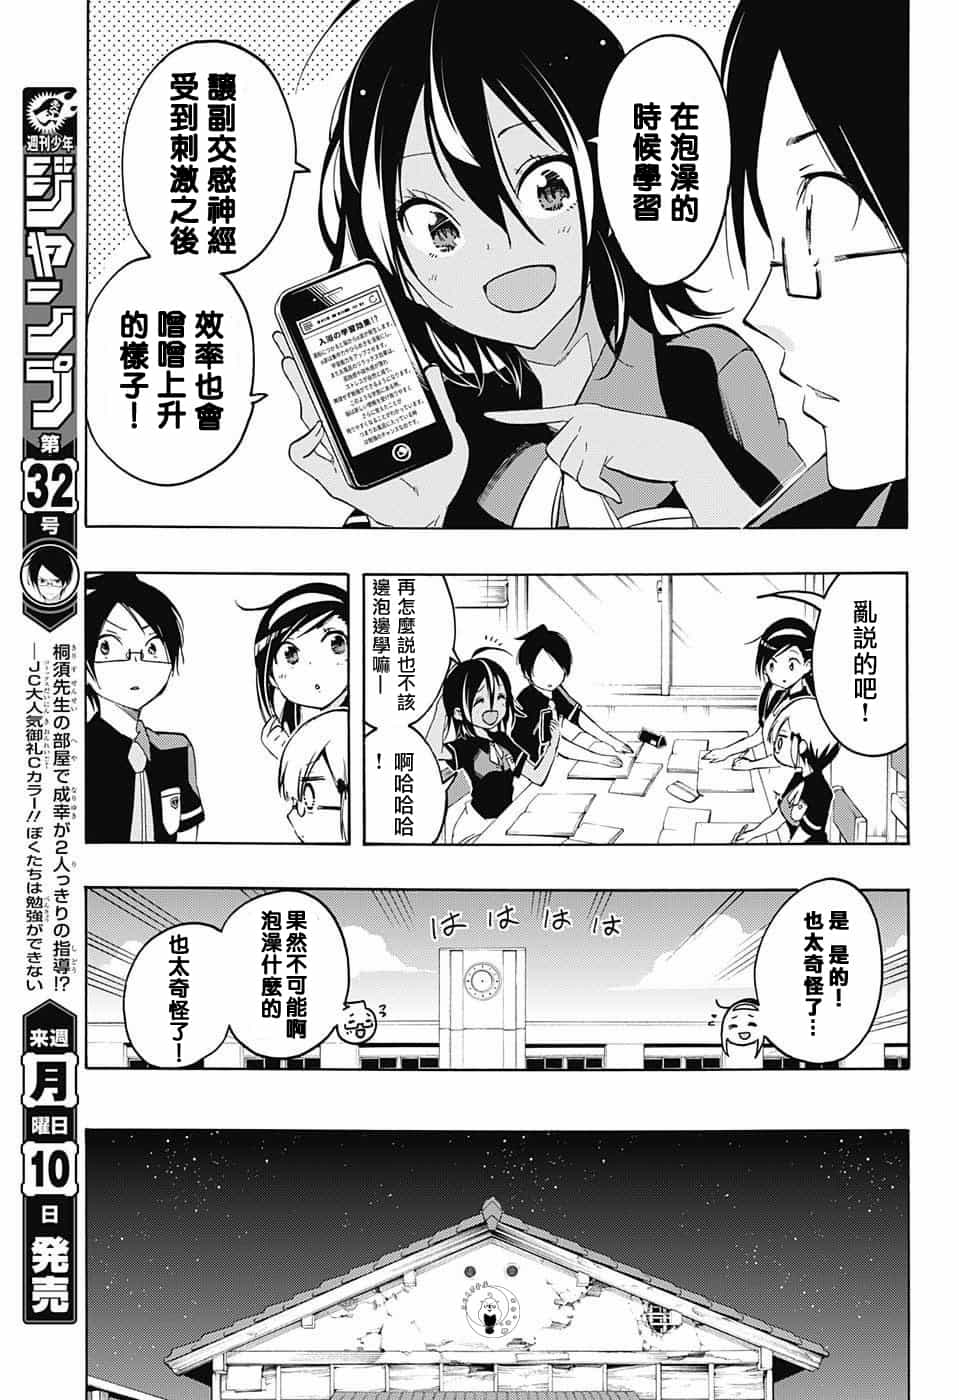 在泡澡的
時候學習
讓副交感神經
受到刺激之後
效率也會
噌噌上升
的樣子！
入浴の学習効果!?
亂説的吧！
再怎麼説也不該
邊泡邊學嘛ー！
啊哈哈哈
是 是的！
也太奇怪了…
は は は は
果然不可能啊
泡澡什麼的
也太奇怪了！
週刊少年
ジャンプ
第
32
号
桐須先生の部屋で成幸が2人っきりの指導!?
―JC大人気御礼Cカラー!!ぼくたちは勉強ができない
来週
月
曜日
10
日
発売